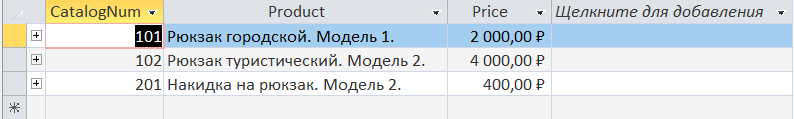 CatalogNum Product Price Щелкните для добавления
101 Рюкзак городской. Модель 1. 2 000,00 ₽
102 Рюкзак туристический. Модель 2. 4 000,00 ₽
201 Накидка на рюкзак. Модель 2. 400,00 ₽